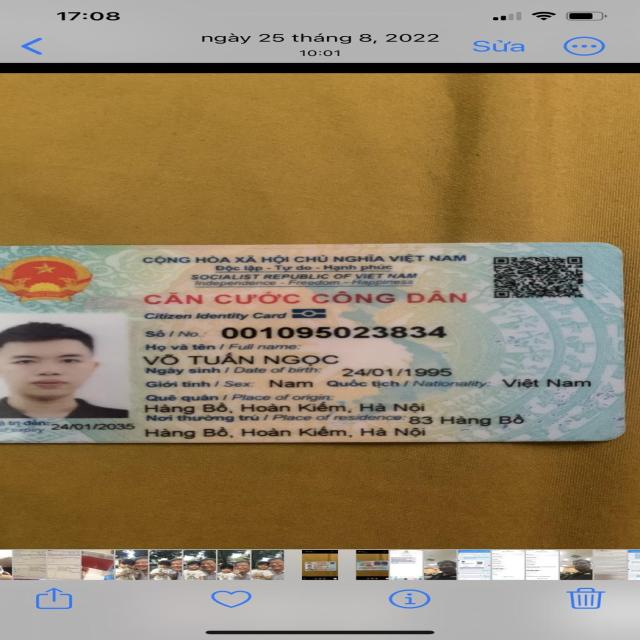 17:08
ngày 25 tháng 8, 2022
10:01
Sửa
CỘNG HÒA XÃ HỘI CHỦ NGHĨA VIỆT NAM
Độc lập - Tự do - Hạnh phúc
SOCIALIST REPUBLIC OF VIET NAM
Independence - Freedom - Happiness
CĂN CƯỚC CÔNG DÂN
Citizen Identity Card
Số / No.: 001095023834
Họ và tên / Full name:
VÕ TUẤN NGỌC
Ngày sinh / Date of birth: 24/01/1995
Giới tính / Sex: Nam Quốc tịch / Nationality: Việt Nam
Quê quán / Place of origin:
Hàng Bồ, Hoàn Kiếm, Hà Nội
Nơi thường trú / Place of residence: 83 Hàng Bồ
Hàng Bồ, Hoàn Kiếm, Hà Nội
trị đến: 24/01/2035
of expiry